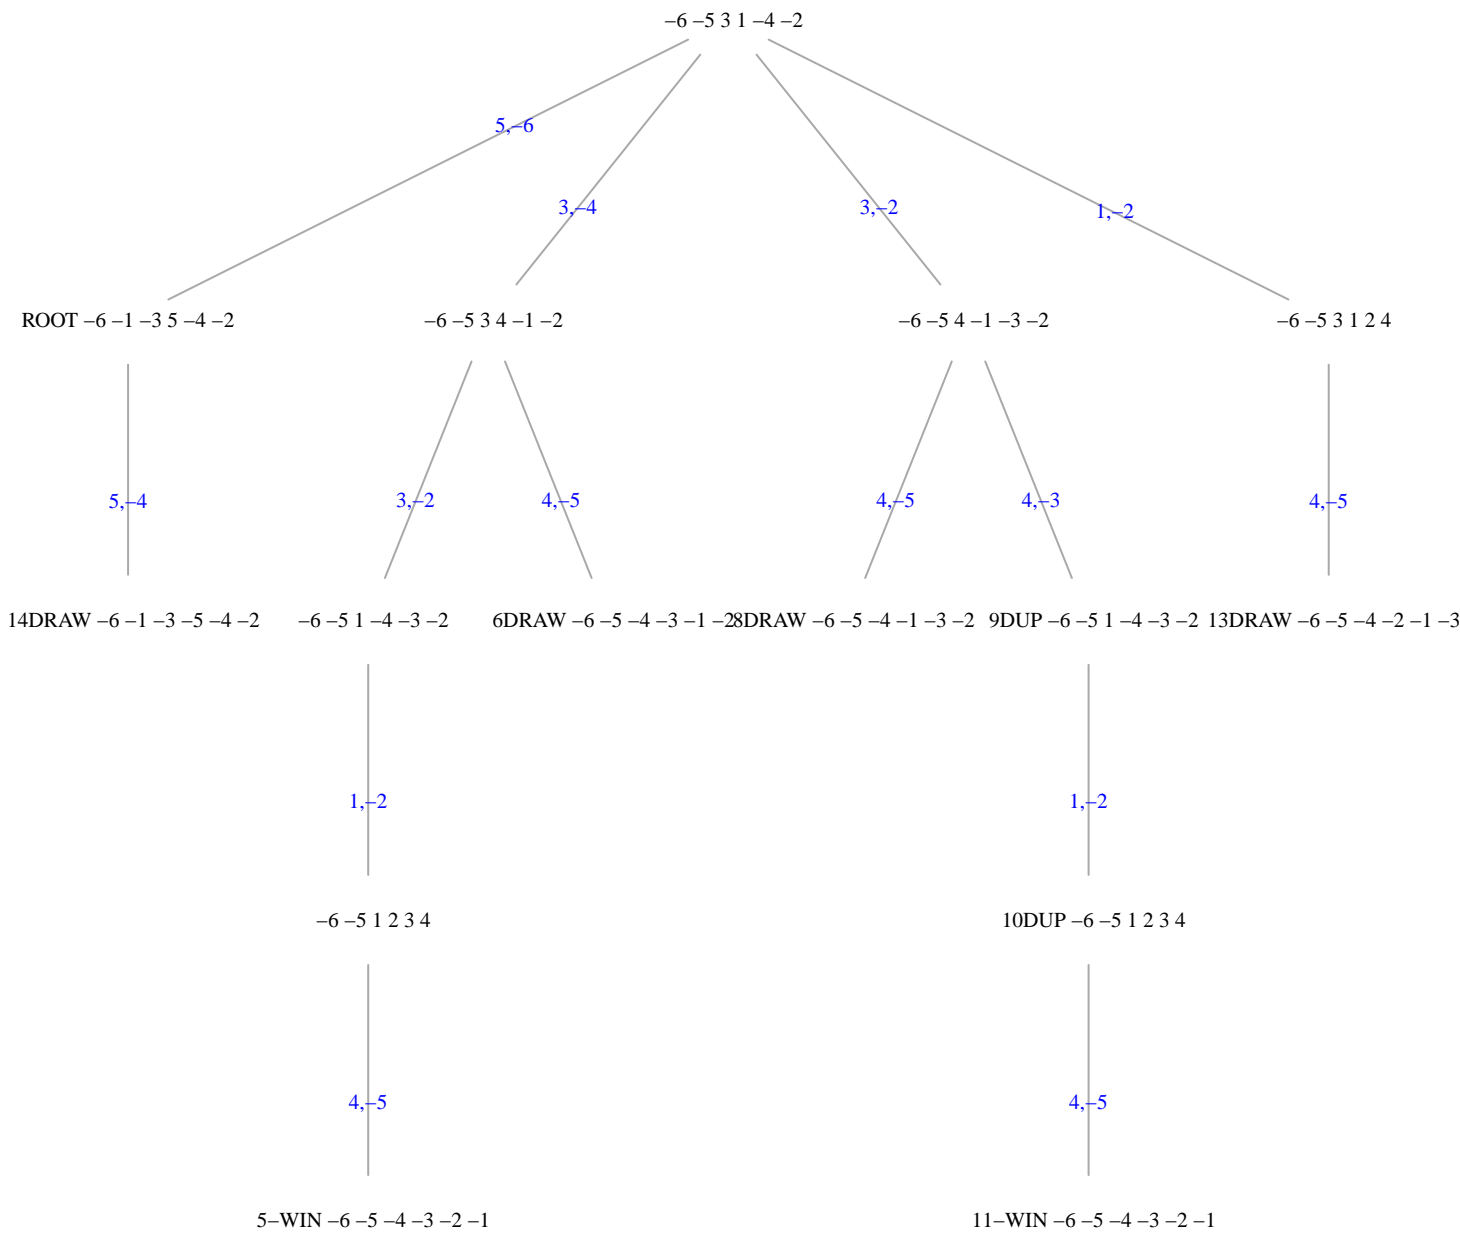 −6 −5 3 1 −4 −2
5,−6
3,−4
3,−2
1,−2
ROOT −6 −1 −3 5 −4 −2
−6 −5 3 4 −1 −2
−6 −5 4 −1 −3 −2
−6 −5 3 1 2 4
5,−4
3,−2
4,−5
4,−5
4,−3
4,−5
14DRAW −6 −1 −3 −5 −4 −2
−6 −5 1 −4 −3 −2
6DRAW −6 −5 −4 −3 −1 −2
8DRAW −6 −5 −4 −1 −3 −2
9DUP −6 −5 1 −4 −3 −2
13DRAW −6 −5 −4 −2 −1 −3
1,−2
1,−2
−6 −5 1 2 3 4
10DUP −6 −5 1 2 3 4
4,−5
4,−5
5−WIN −6 −5 −4 −3 −2 −1
11−WIN −6 −5 −4 −3 −2 −1